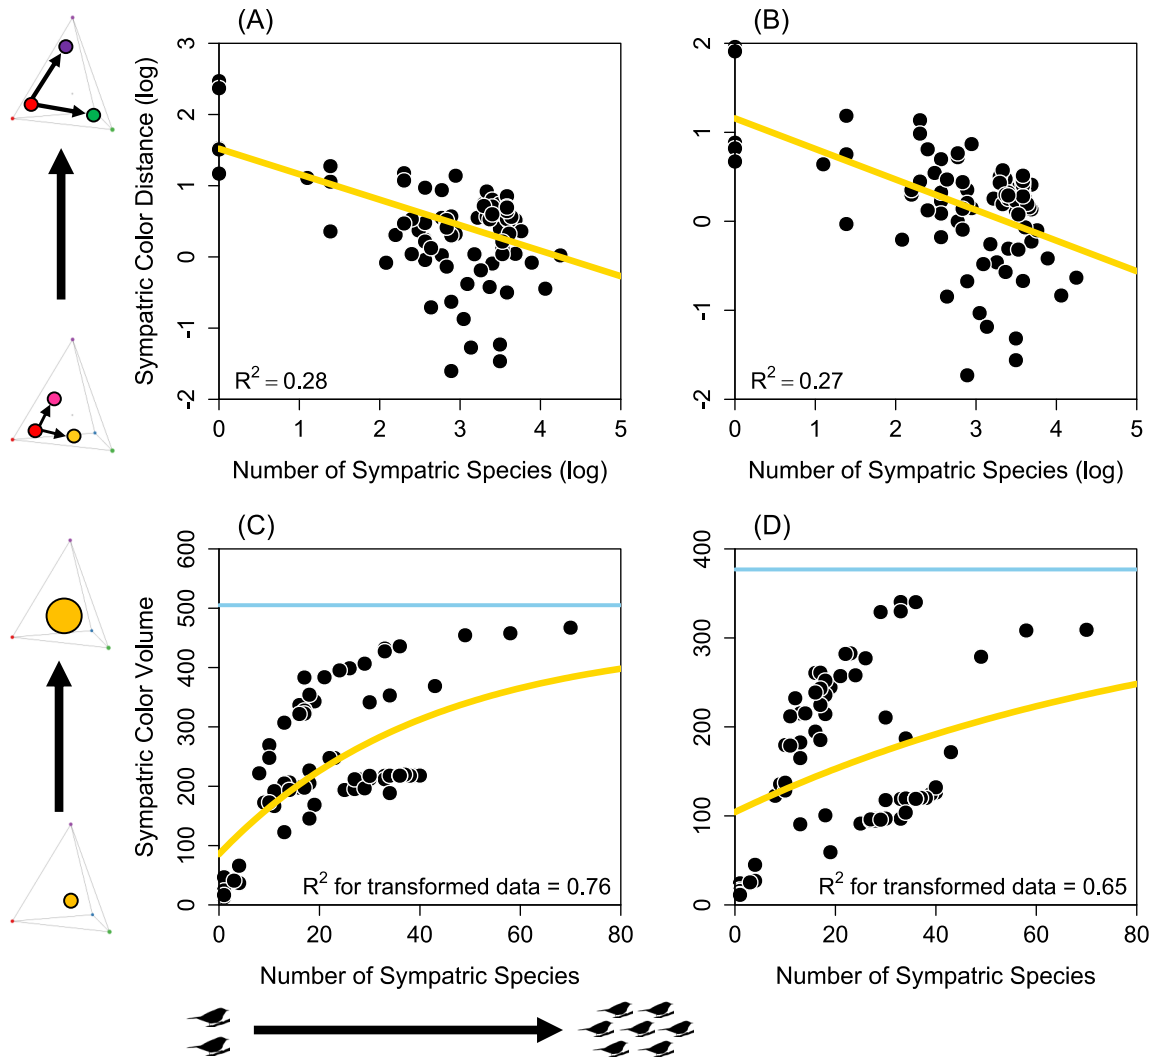 (A)
(B)
Sympatric Color Distance (log)
3
2
1
0
-1
-2
R² = 0.28
0 1 2 3 4 5
Number of Sympatric Species (log)
2
1
0
-1
-2
R² = 0.27
0 1 2 3 4 5
Number of Sympatric Species (log)
(C)
(D)
Sympatric Color Volume
600
500
400
300
200
100
0
R² for transformed data = 0.76
0 20 40 60 80
Number of Sympatric Species
400
300
200
100
0
R² for transformed data = 0.65
0 20 40 60 80
Number of Sympatric Species